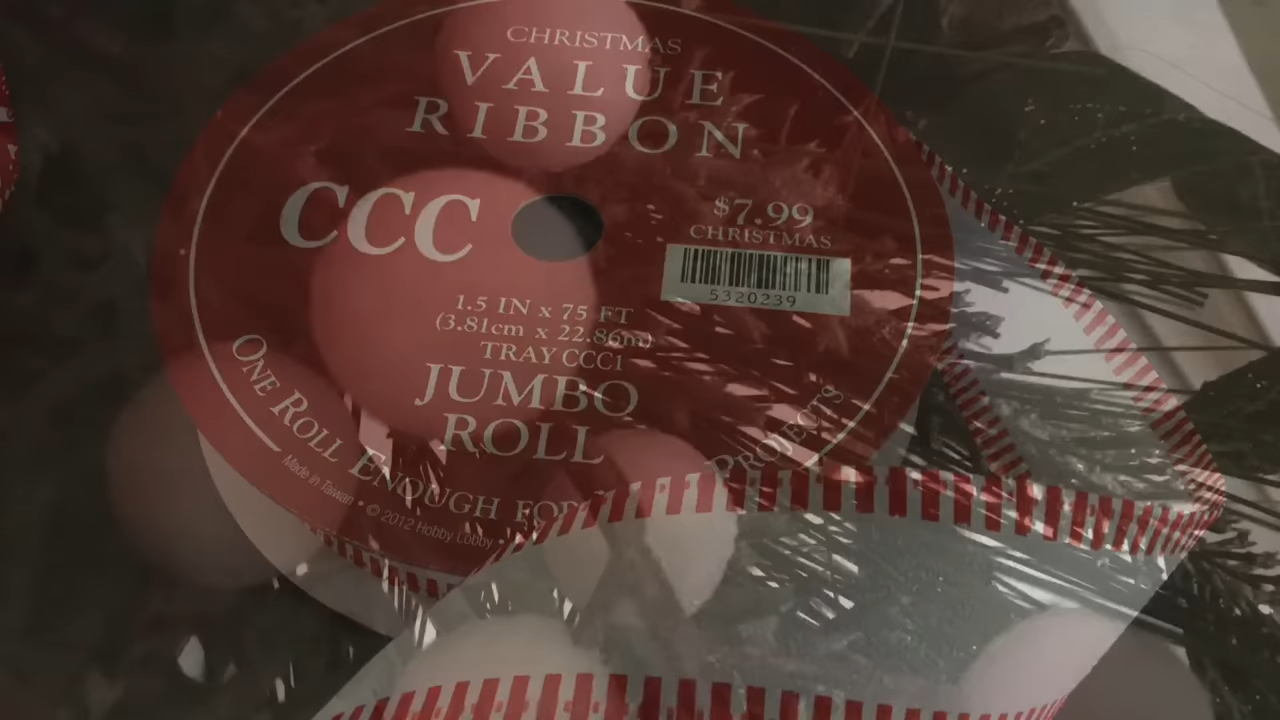 CHRISTMAS
VALUE
RIBBON
CCC
$7.99
CHRISTMAS
5320239
1.5 IN x 75 FT
(3.81cm x 22.86m)
TRAY CCC1
JUMBO
ROLL
ONE ROLL ENOUGH FOR
PROJECTS
Made in Taiwan • © 2012 Hobby Lobby •